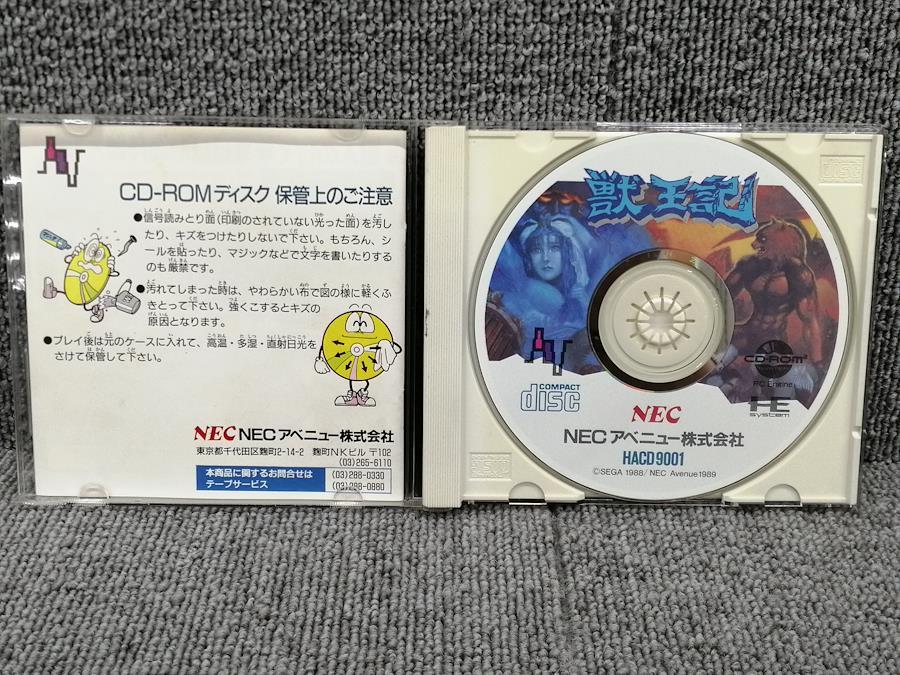 CD-ROMディスク 保管上のご注意
●信号読みとり面(印刷のされていない光った面)を汚し
たり、キズをつけたりしないで下さい。もちろん、シ
ールを貼ったり、マジックなどで文字を書いたりする
のも厳禁です。
●汚れてしまった時は、やわらかい布で図の様に軽くふ
きとって下さい。強くこするとキズの
原因となります。
●プレイ後は元のケースに入れて、高温・多湿・直射日光を
さけて保管して下さい。
NEC NECアベニュー株式会社
東京都千代田区麹町2-14-2 麹町NKビル 〒102
(03)265-6110
本商品に関するお問合せは
テープサービス
(03)288-0330
(03)298-0880
獣王記
CD-ROM²
PC Engine
COMPACT
disc
HE
system
NEC
NECアベニュー株式会社
HACD9001
©SEGA 1988/ NEC Avenue1989